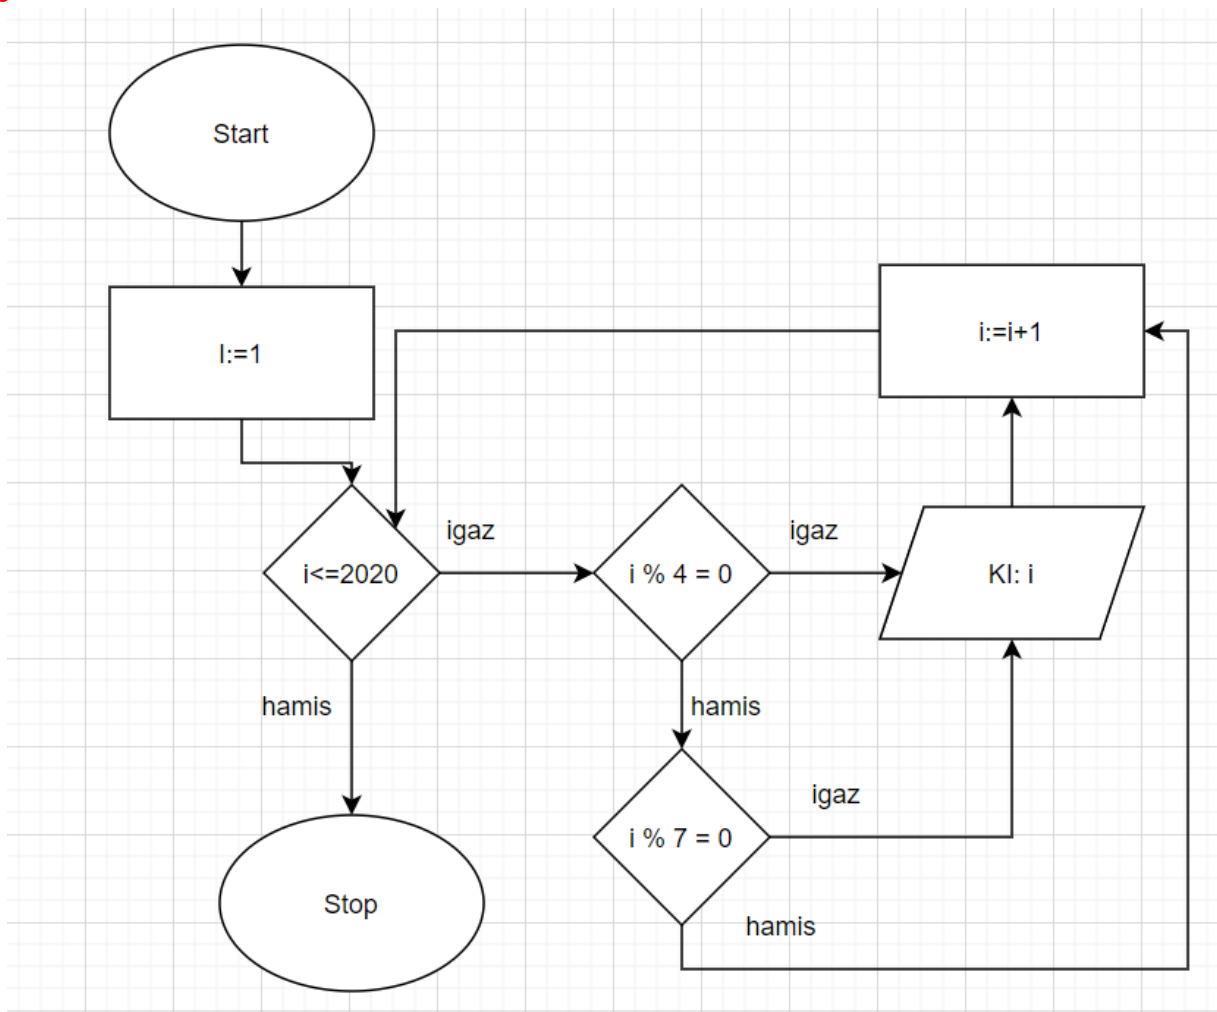 Start
I:=1
i:=i+1
i<=2020
igaz
i % 4 = 0
igaz
KI: i
hamis
hamis
i % 7 = 0
igaz
hamis
Stop